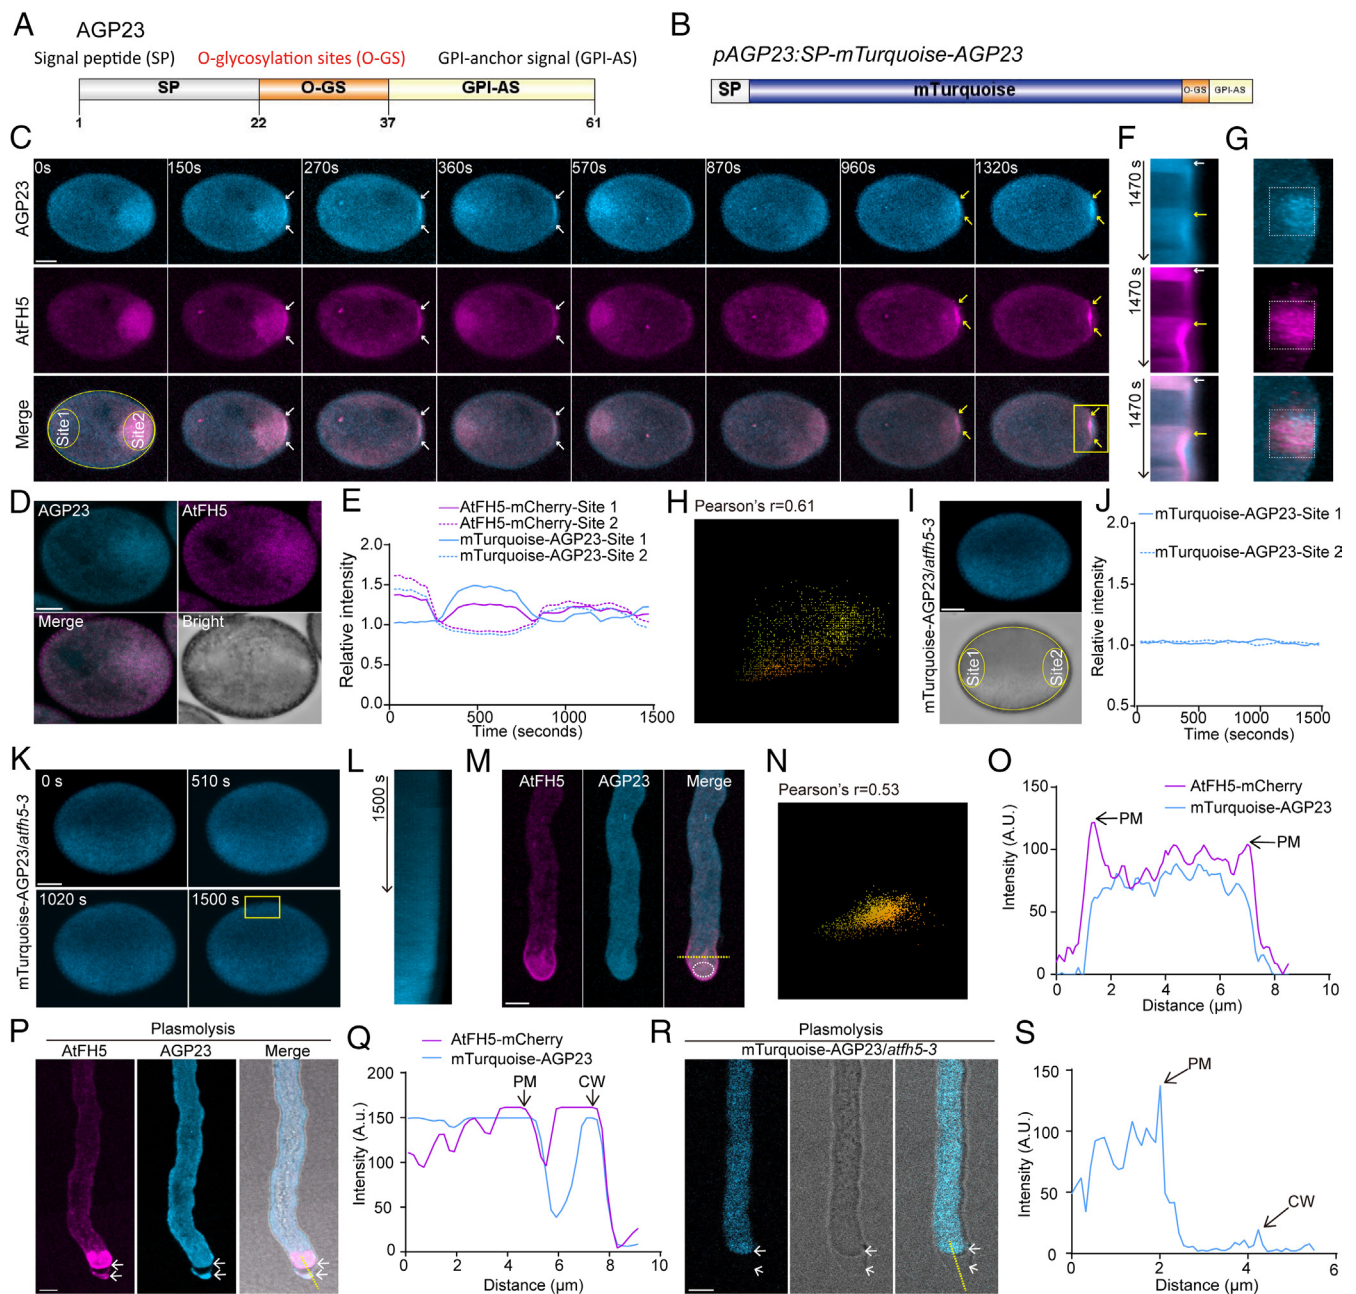 A
AGP23
Signal peptide (SP)
O-glycosylation sites (O-GS)
GPI-anchor signal (GPI-AS)
SP
O-GS
GPI-AS
1
22
37
61
B
pAGP23:SP-mTurquoise-AGP23
SP
mTurquoise
O-GS
GPI-AS
C
0s
150s
270s
360s
570s
870s
960s
1320s
AGP23
AtFH5
Merge
Site1
Site2
F
1470 s
1470 s
1470 s
G
D
AGP23
AtFH5
Merge
Bright
E
AtFH5-mCherry-Site 1
AtFH5-mCherry-Site 2
mTurquoise-AGP23-Site 1
mTurquoise-AGP23-Site 2
Relative intensity
2.0
1.5
1.0
0.5
0.0
0
500
1000
1500
Time (seconds)
H
Pearson's r=0.61
I
mTurquoise-AGP23/atfh5-3
Site1
Site2
J
mTurquoise-AGP23-Site 1
mTurquoise-AGP23-Site 2
Relative intensity
2.0
1.5
1.0
0.5
0
500
1000
1500
Time (seconds)
K
mTurquoise-AGP23/atfh5-3
0 s
510 s
1020 s
1500 s
L
1500 s
M
AtFH5
AGP23
Merge
N
Pearson's r=0.53
O
AtFH5-mCherry
mTurquoise-AGP23
PM
PM
Intensity (A.U.)
150
100
50
0
0
2
4
6
8
10
Distance (μm)
P
Plasmolysis
AtFH5
AGP23
Merge
Q
AtFH5-mCherry
mTurquoise-AGP23
PM
CW
Intensity (A.u.)
200
150
100
50
0
0
2
4
6
8
10
Distance (μm)
R
Plasmolysis
mTurquoise-AGP23/atfh5-3
S
PM
CW
Intensity (A.U.)
150
100
50
0
0
2
4
6
Distance (μm)